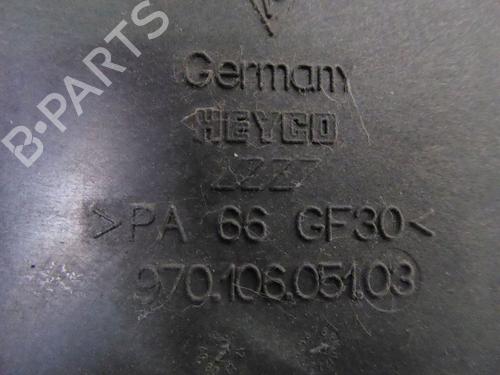 B-PARTS
Germany
HEYCO
ZZZ7
>PA 66 GF30<
970.106.051.03